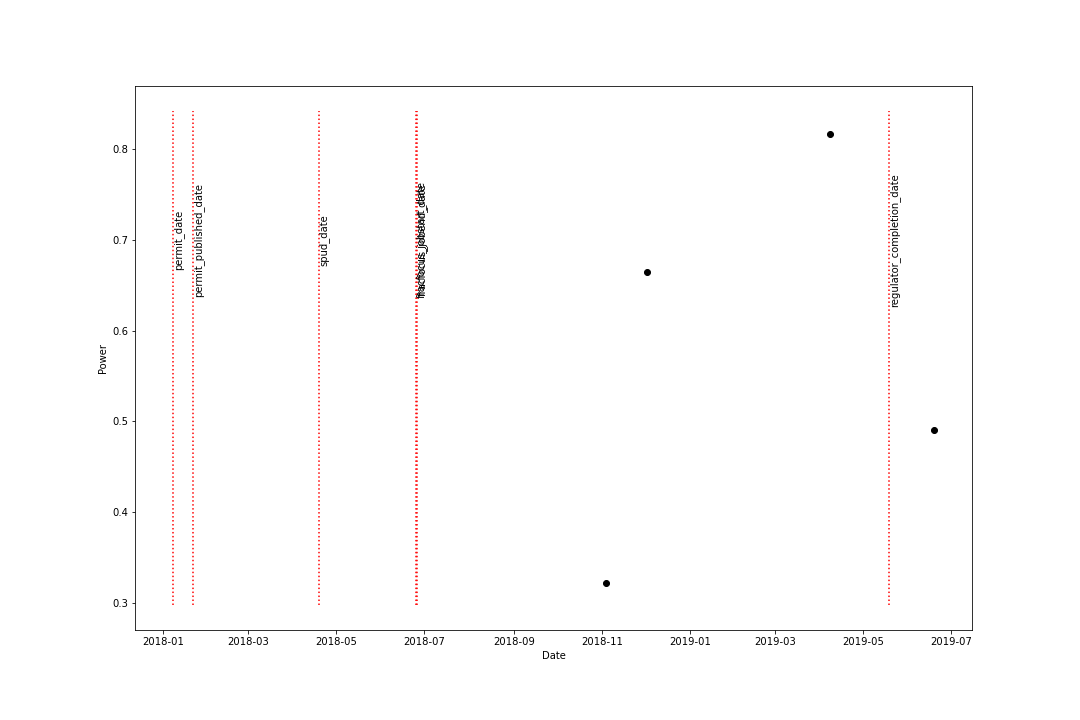 0.8
0.7
0.6
0.5
0.4
0.3
Power
permit_date
permit_published_date
spud_date
regulator_completion_date
2018-01
2018-03
2018-05
2018-07
2018-09
2018-11
2019-01
2019-03
2019-05
2019-07
Date